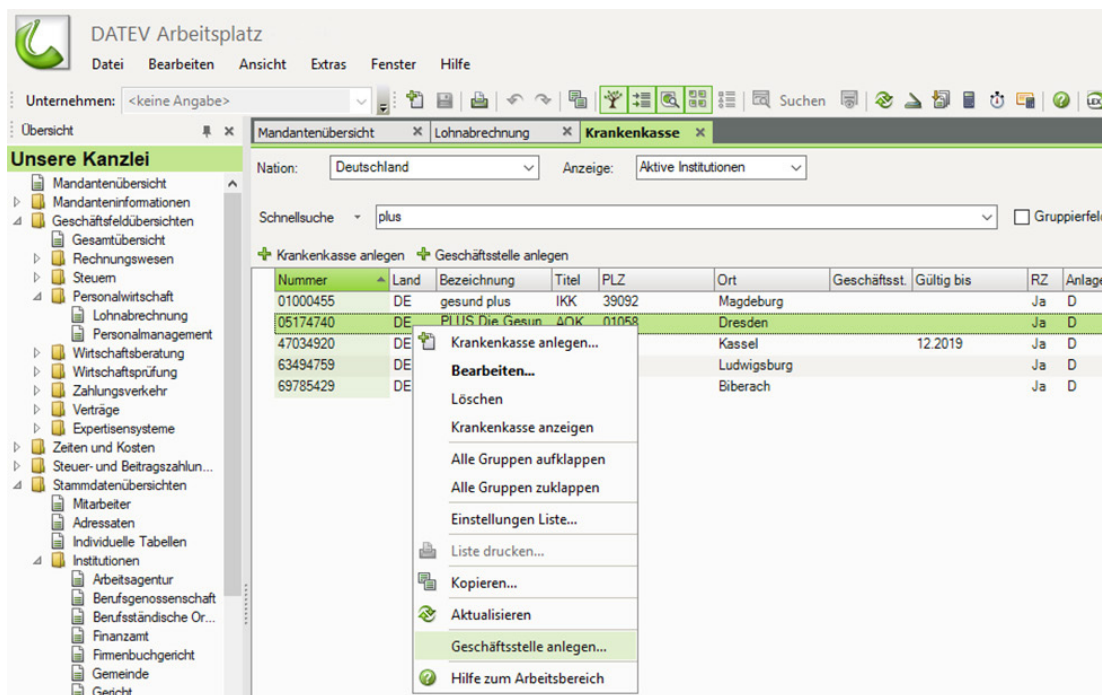 DATEV Arbeitsplatz
Datei Bearbeiten Ansicht Extras Fenster Hilfe
Unternehmen: <keine Angabe> Suchen
Übersicht
Unsere Kanzlei
Mandantenübersicht
Mandanteninformationen
Geschäftsfeldübersichten
Gesamtübersicht
Rechnungswesen
Steuern
Personalwirtschaft
Lohnabrechnung
Personalmanagement
Wirtschaftsberatung
Wirtschaftsprüfung
Zahlungsverkehr
Verträge
Expertisensysteme
Zeiten und Kosten
Steuer- und Beitragszahlun...
Stammdatenübersichten
Mitarbeiter
Adressaten
Individuelle Tabellen
Institutionen
Arbeitsagentur
Berufsgenossenschaft
Berufsständische Or...
Finanzamt
Firmenbuchgericht
Gemeinde
Gericht
Mandantenübersicht Lohnabrechnung Krankenkasse
Nation: Deutschland Anzeige: Aktive Institutionen
Schnellsuche plus Gruppierfeld
Krankenkasse anlegen Geschäftsstelle anlegen
Nummer Land Bezeichnung Titel PLZ Ort Geschäftsst. Gültig bis RZ Anlage
01000455 DE gesund plus IKK 39092 Magdeburg Ja D
05174740 DE PLUS Die Gesun AOK 01058 Dresden Ja D
47034920 DE Kassel 12.2019 Ja D
63494759 DE Ludwigsburg Ja D
69785429 DE Biberach Ja D
Krankenkasse anlegen...
Bearbeiten...
Löschen
Krankenkasse anzeigen
Alle Gruppen aufklappen
Alle Gruppen zuklappen
Einstellungen Liste...
Liste drucken...
Kopieren...
Aktualisieren
Geschäftsstelle anlegen...
Hilfe zum Arbeitsbereich